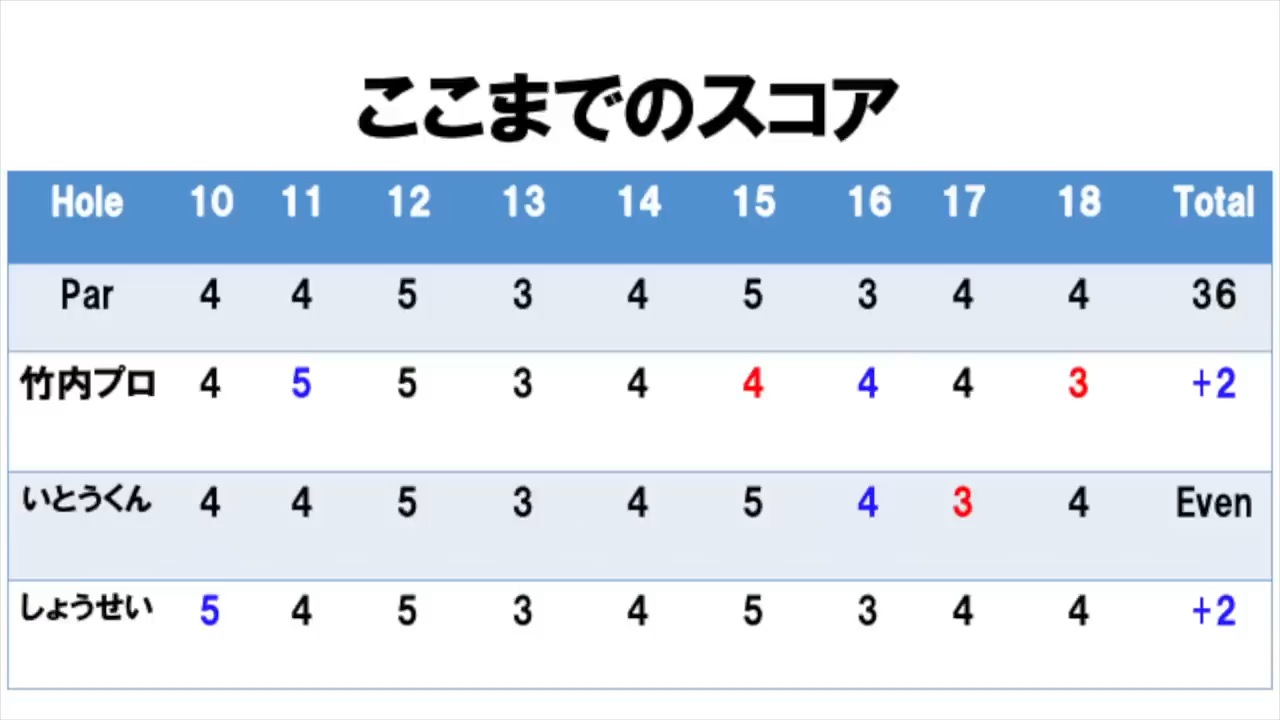 ここまでのスコア
Hole 10 11 12 13 14 15 16 17 18 Total
Par 4 4 5 3 4 5 3 4 4 36
竹内プロ 4 5 5 3 4 4 4 4 3 +2
いとうくん 4 4 5 3 4 5 4 3 4 Even
しょうせい 5 4 5 3 4 5 3 4 4 +2